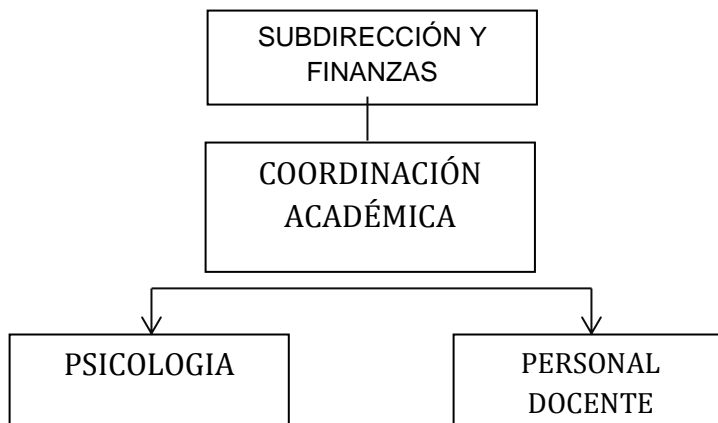 SUBDIRECCIÓN Y
FINANZAS
COORDINACIÓN
ACADÉMICA
PSICOLOGIA
PERSONAL
DOCENTE